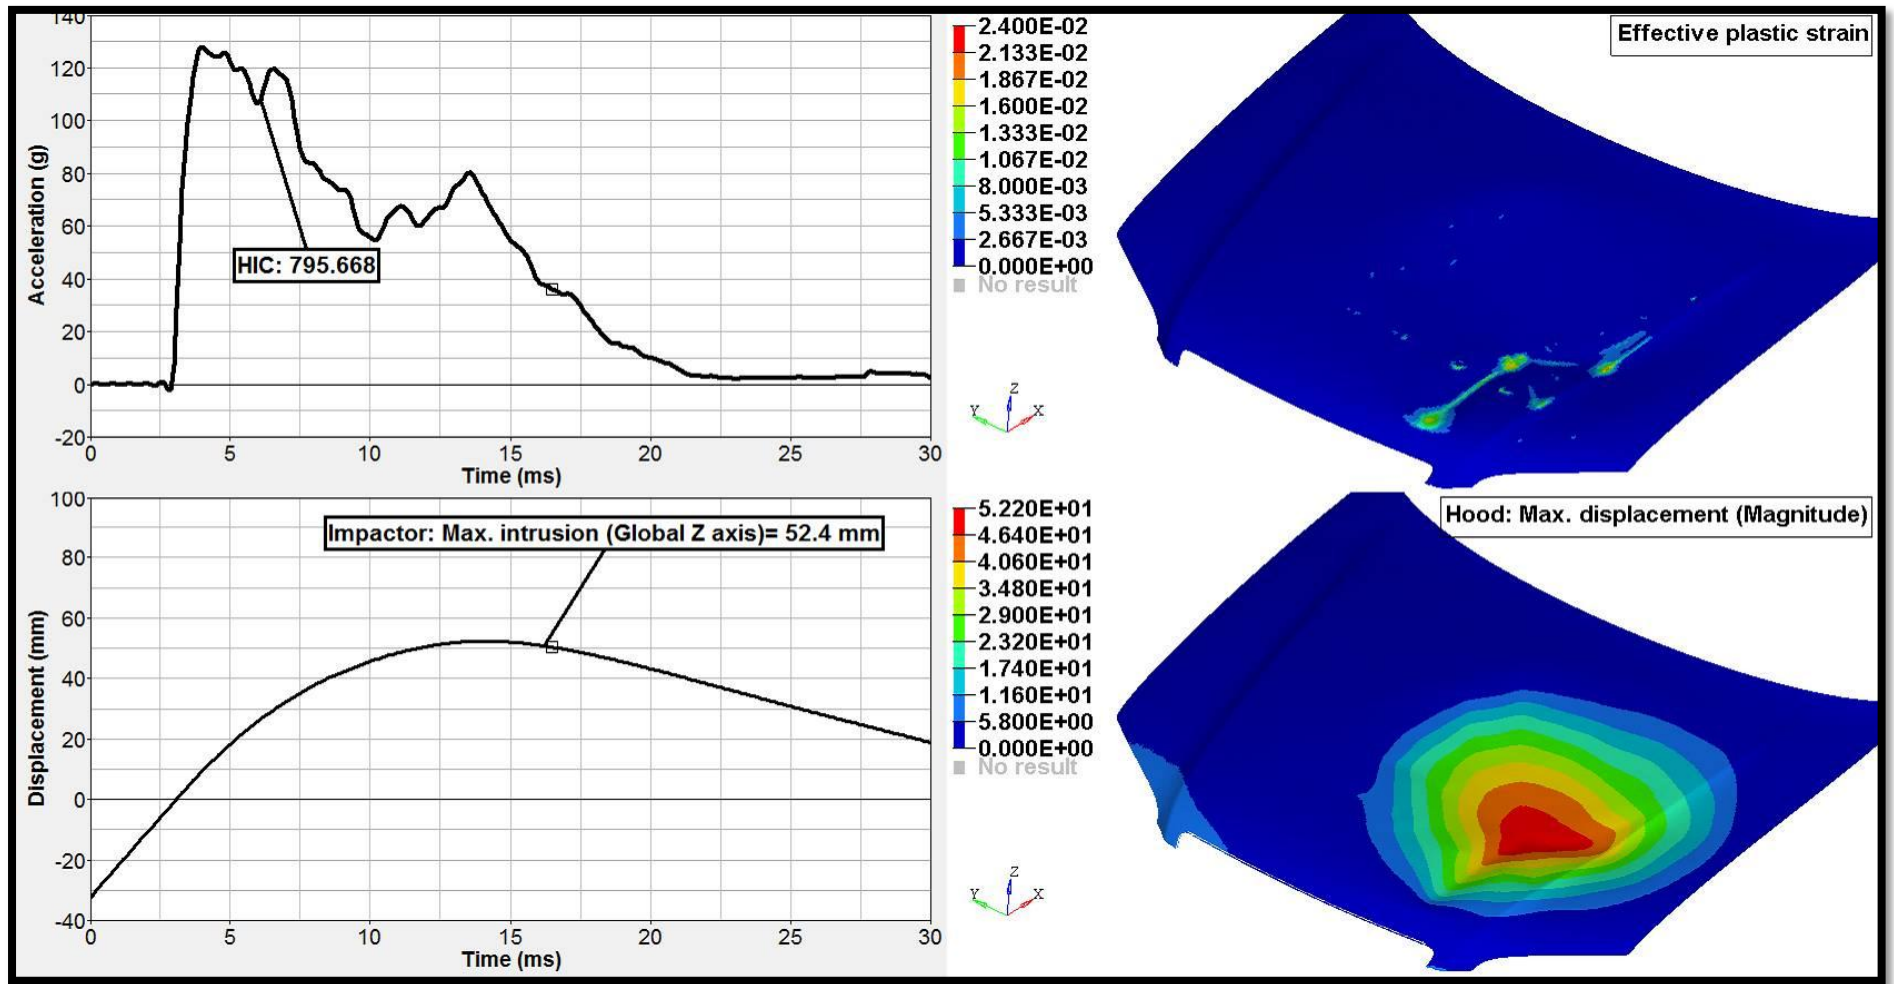 140
120
100
80
60
40
20
0
-20
Acceleration (g)
HIC: 795.668
0 5 10 15 20 25 30
Time (ms)
2.400E-02
2.133E-02
1.867E-02
1.600E-02
1.333E-02
1.067E-02
8.000E-03
5.333E-03
2.667E-03
0.000E+00
No result
Effective plastic strain
Z
Y X
100
80
60
40
20
0
-20
-40
Displacement (mm)
Impactor: Max. intrusion (Global Z axis)= 52.4 mm
0 5 10 15 20 25 30
Time (ms)
5.220E+01
4.640E+01
4.060E+01
3.480E+01
2.900E+01
2.320E+01
1.740E+01
1.160E+01
5.800E+00
0.000E+00
No result
Hood: Max. displacement (Magnitude)
Z
Y X